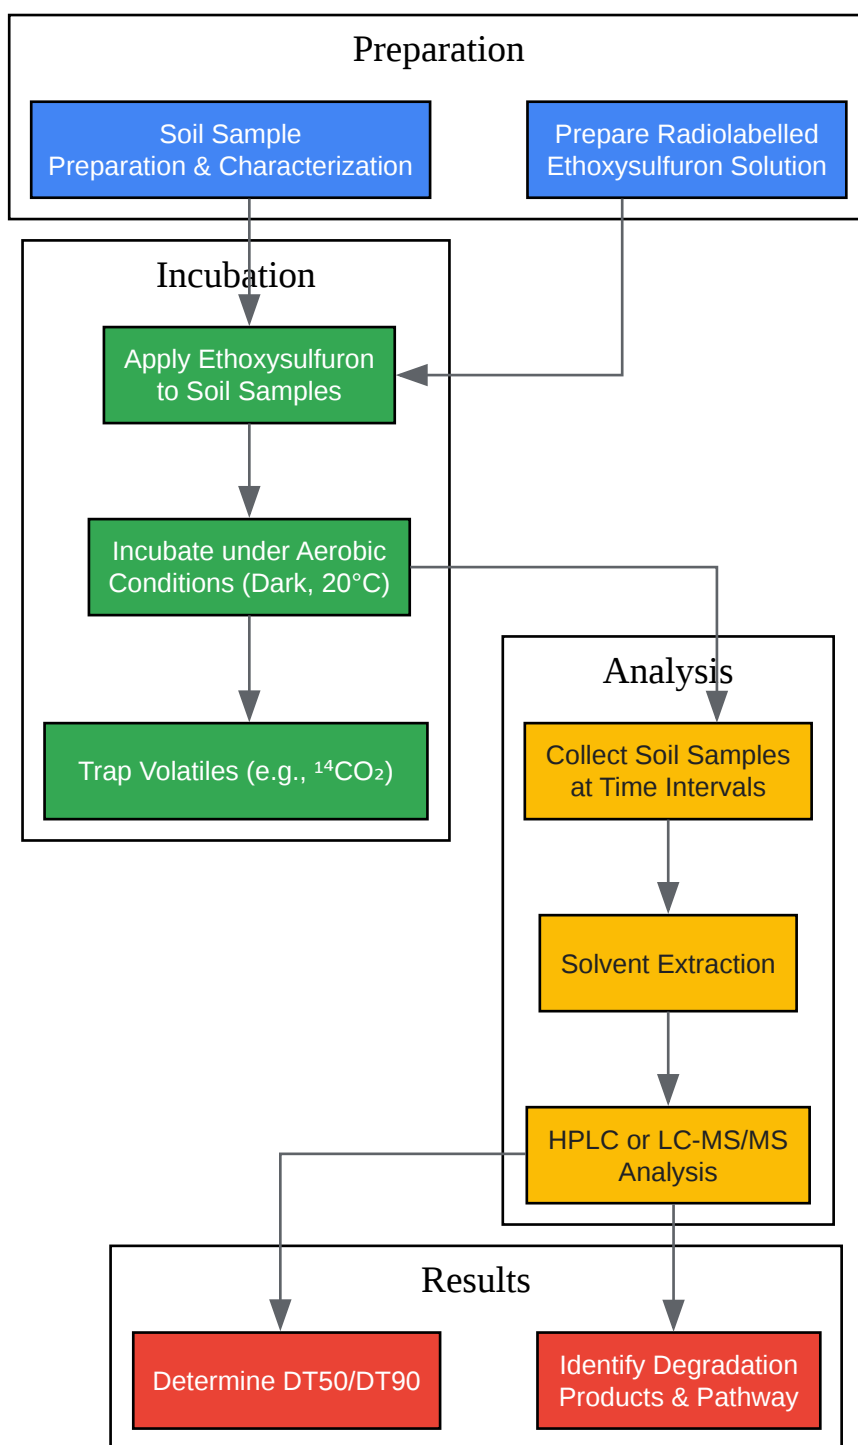 Preparation
Soil Sample
Preparation & Characterization
Prepare Radiolabelled
Ethoxysulfuron Solution
Incubation
Apply Ethoxysulfuron
to Soil Samples
Incubate under Aerobic
Conditions (Dark, 20°C)
Trap Volatiles (e.g., ¹⁴CO₂)
Analysis
Collect Soil Samples
at Time Intervals
Solvent Extraction
HPLC or LC-MS/MS
Analysis
Results
Determine DT50/DT90
Identify Degradation
Products & Pathway